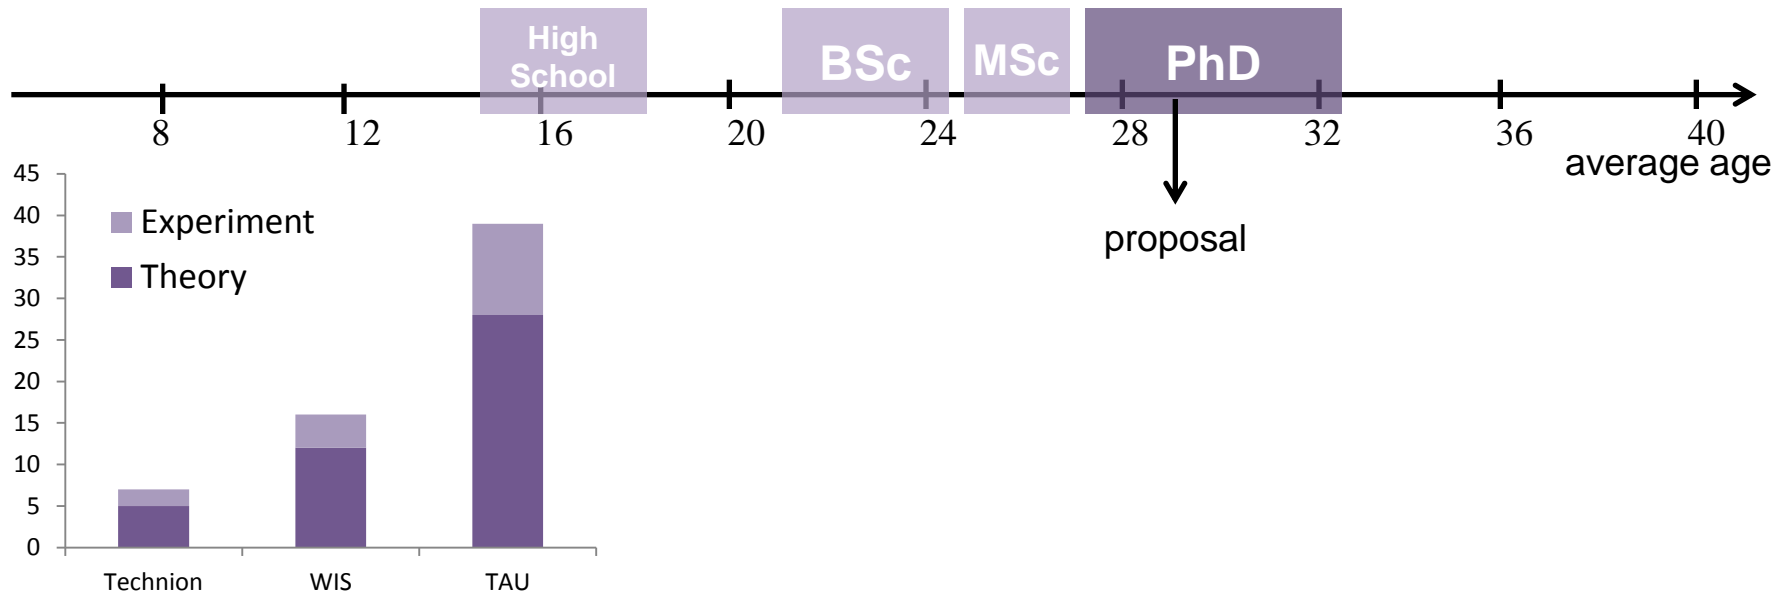 High
School
BSc
MSc
PhD
8
12
16
20
24
28
32
36
40
average age
proposal
45
40
35
30
25
20
15
10
5
0
Experiment
Theory
Technion
WIS
TAU